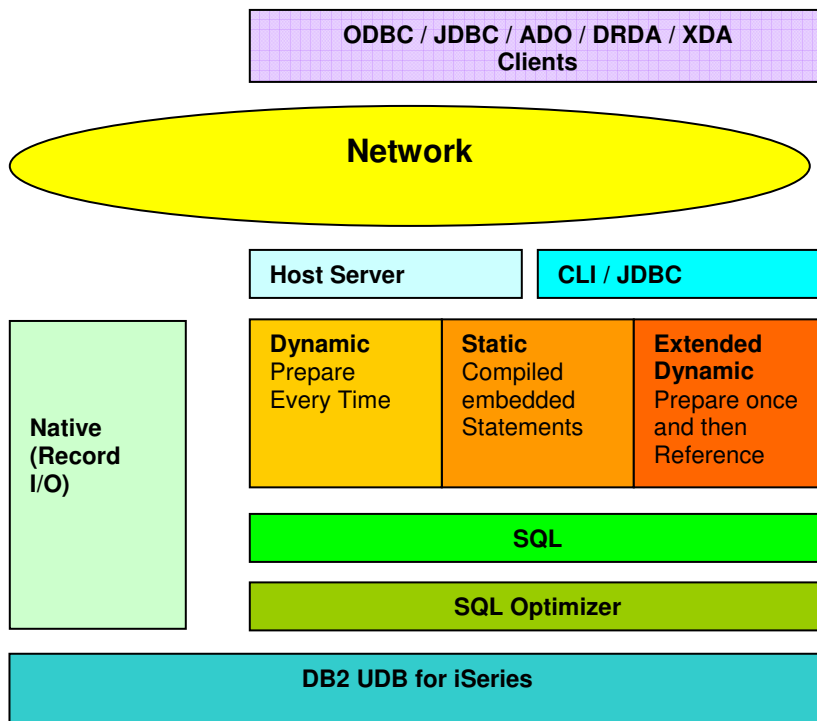 ODBC / JDBC / ADO / DRDA / XDA
Clients
Network
Host Server
CLI / JDBC
Native
(Record
I/O)
Dynamic
Prepare
Every Time
Static
Compiled
embedded
Statements
Extended
Dynamic
Prepare once
and then
Reference
SQL
SQL Optimizer
DB2 UDB for iSeries